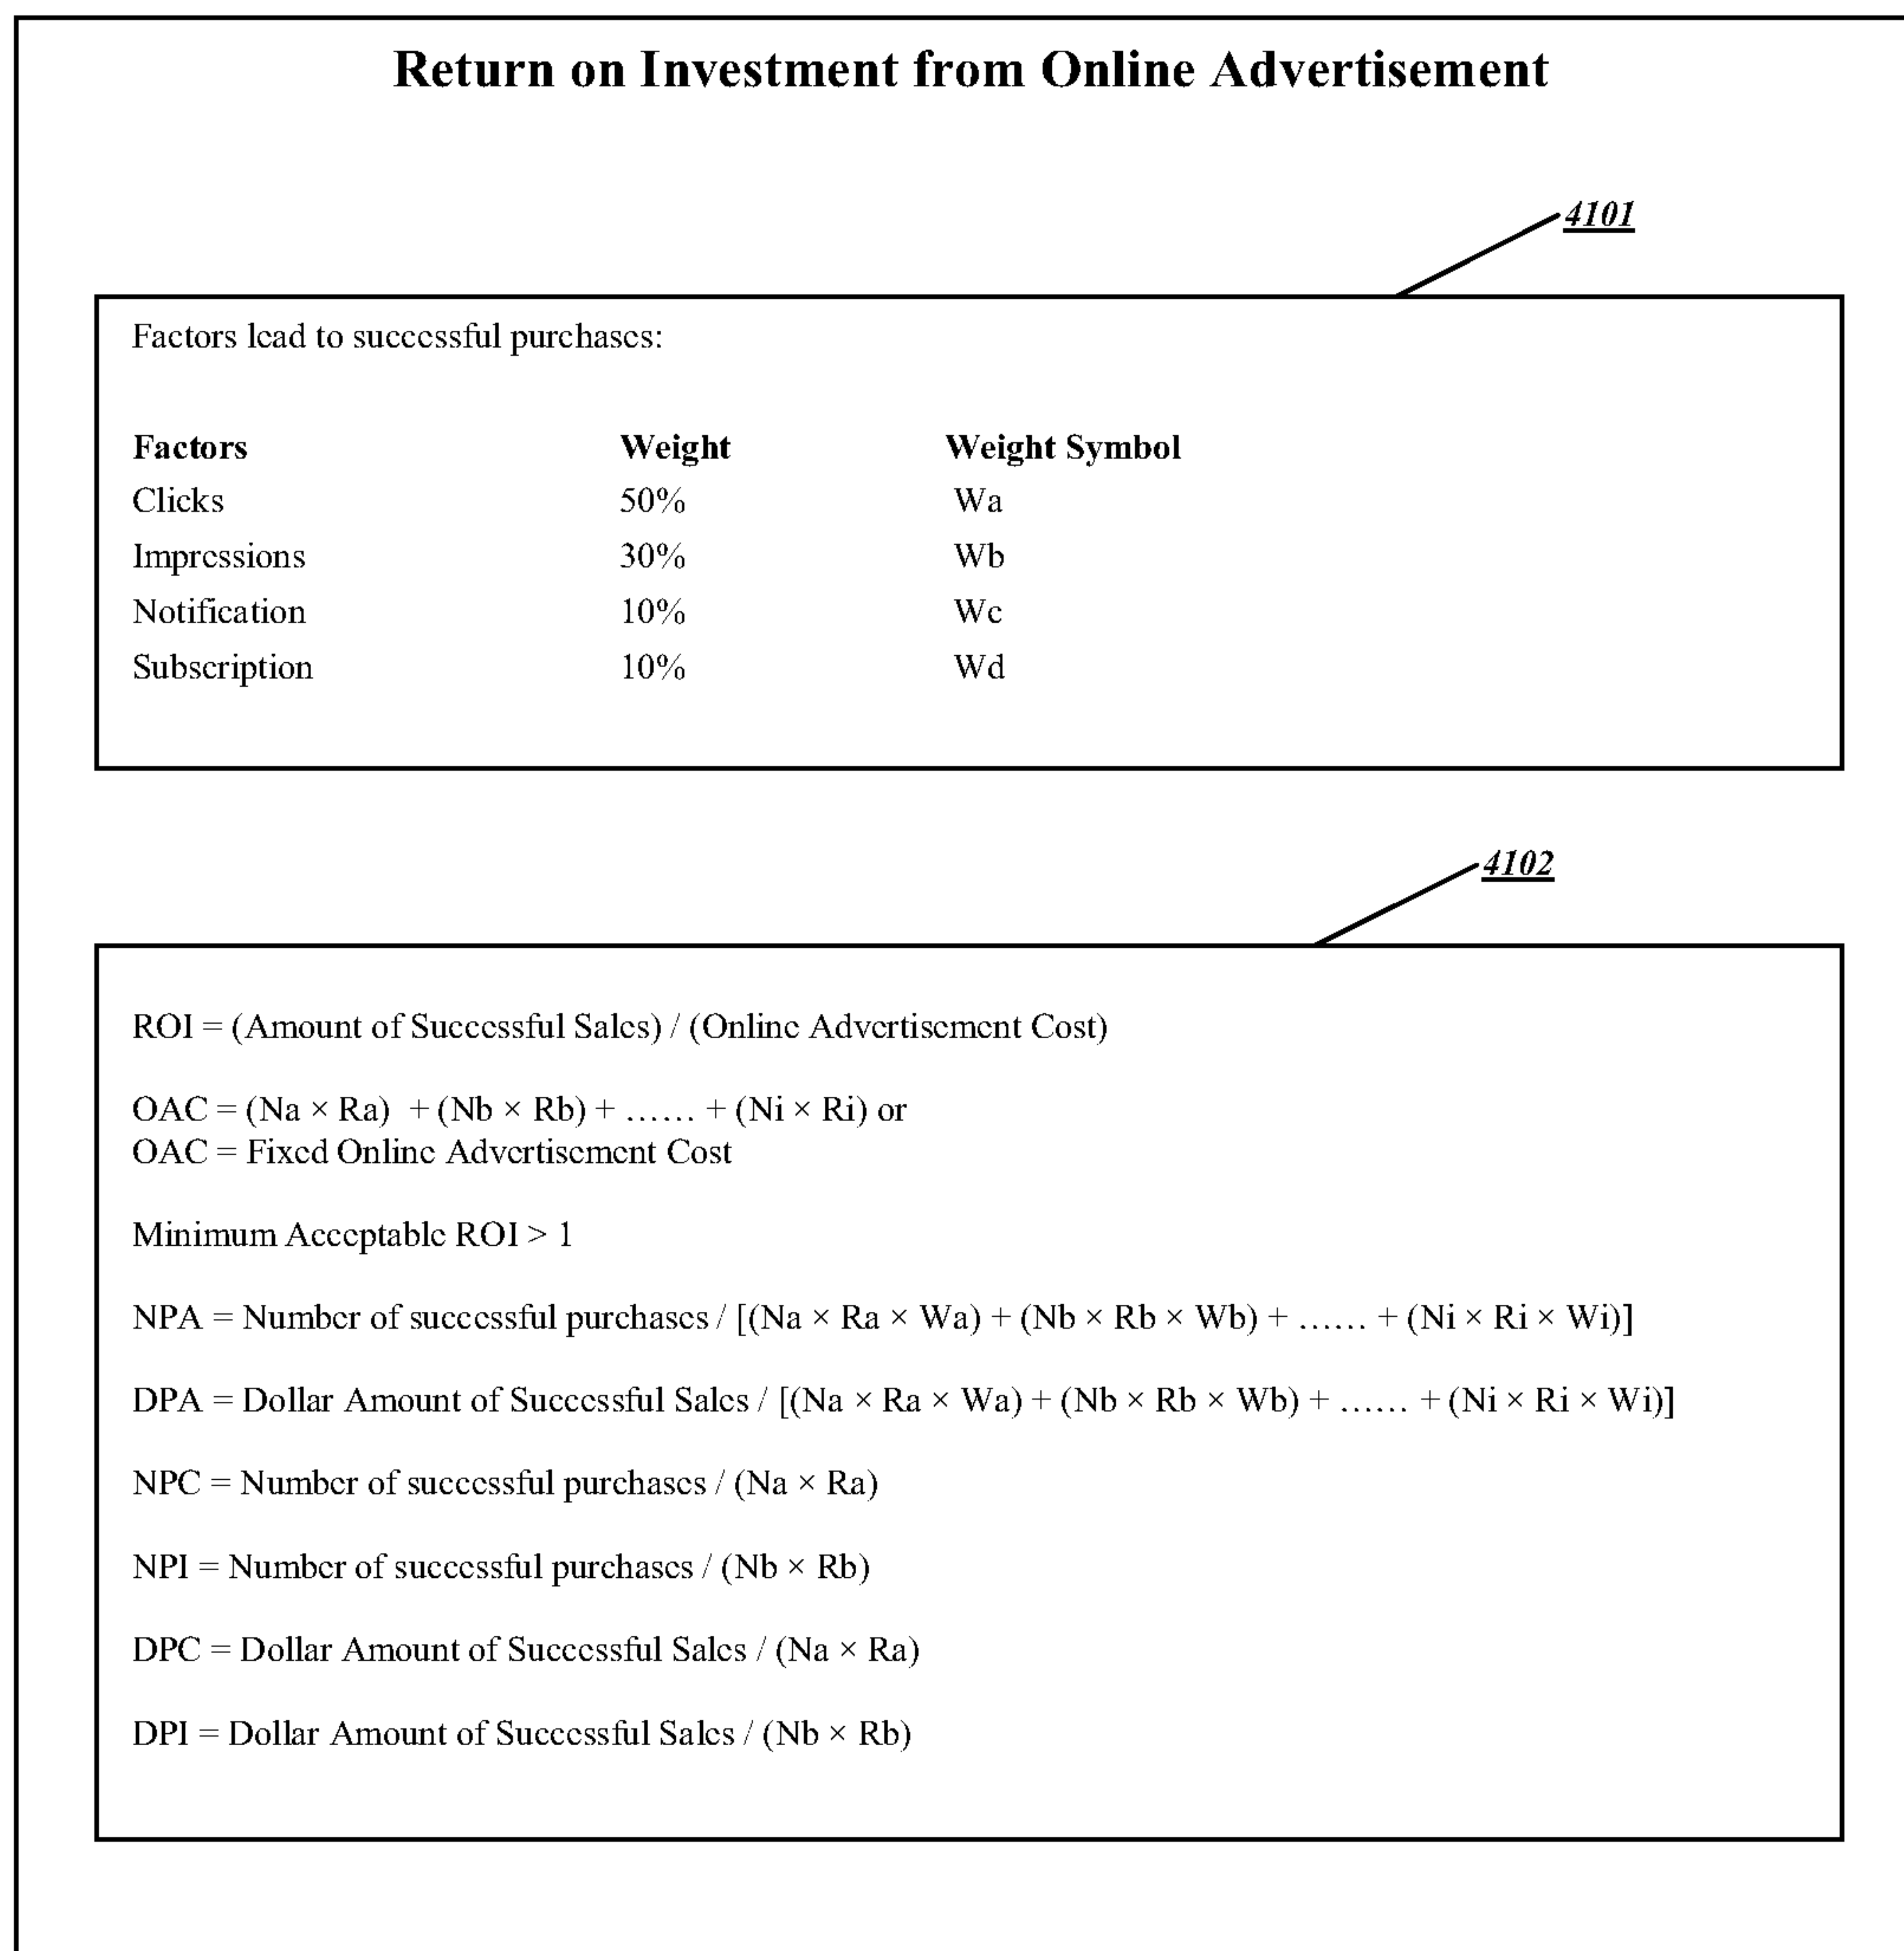 Return on Investment from Online Advertisement
4101
Factors lead to successful purchases:
Factors Weight Weight Symbol
Clicks 50% Wa
Impressions 30% Wb
Notification 10% Wc
Subscription 10% Wd
4102
ROI = (Amount of Successful Sales) / (Online Advertisement Cost)
OAC = (Na × Ra) + (Nb × Rb) + …… + (Ni × Ri) or
OAC = Fixed Online Advertisement Cost
Minimum Acceptable ROI > 1
NPA = Number of successful purchases / [(Na × Ra × Wa) + (Nb × Rb × Wb) + …… + (Ni × Ri × Wi)]
DPA = Dollar Amount of Successful Sales / [(Na × Ra × Wa) + (Nb × Rb × Wb) + …… + (Ni × Ri × Wi)]
NPC = Number of successful purchases / (Na × Ra)
NPI = Number of successful purchases / (Nb × Rb)
DPC = Dollar Amount of Successful Sales / (Na × Ra)
DPI = Dollar Amount of Successful Sales / (Nb × Rb)